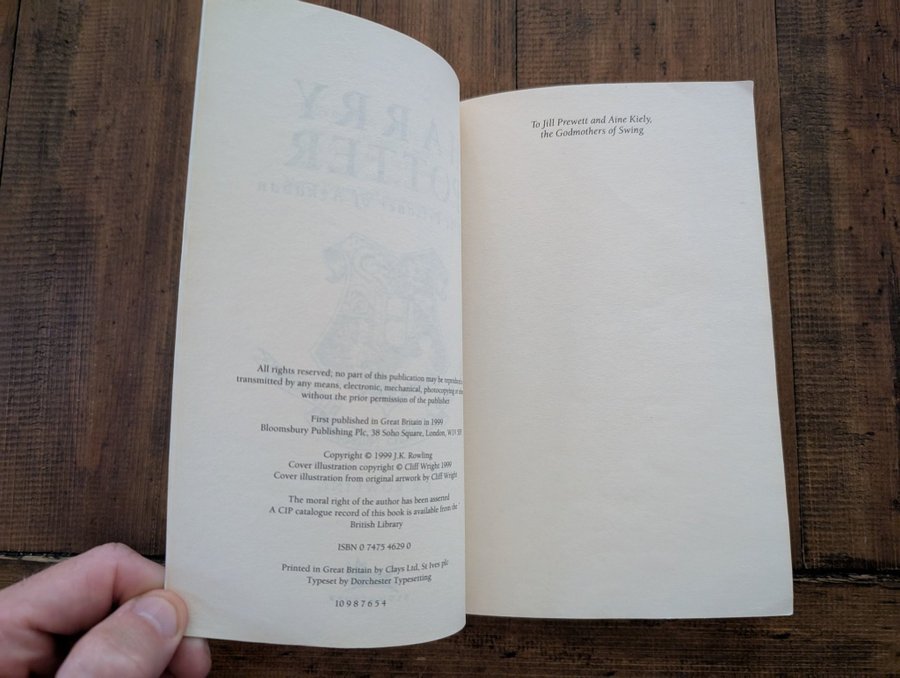 All rights reserved; no part of this publication may be reproduced
transmitted by any means, electronic, mechanical, photocopying or
without the prior permission of the publisher
First published in Great Britain in 1999
Bloomsbury Publishing Plc, 38 Soho Square, London, W1V
Copyright © 1999 J.K. Rowling
Cover illustration copyright © Cliff Wright 1999
Cover illustration from original artwork by Cliff Wright
The moral right of the author has been asserted
A CIP catalogue record of this book is available from the
British Library
ISBN 0 7475 4629 0
Printed in Great Britain by Clays Ltd, St Ives plc
Typeset by Dorchester Typesetting
10 9 8 7 6 5 4
To Jill Prewett and Aine Kiely,
the Godmothers of Swing